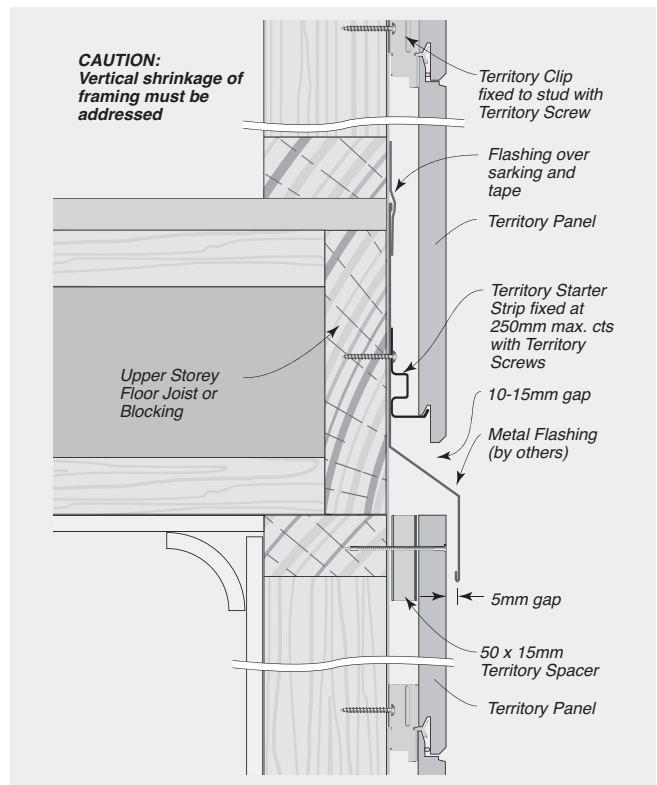 CAUTION:
Vertical shrinkage of
framing must be
addressed
Territory Clip
fixed to stud with
Territory Screw
Flashing over
sarking and
tape
Territory Panel
Territory Starter
Strip fixed at
250mm max. cts
with Territory
Screws
Upper Storey
Floor Joist or
Blocking
10-15mm gap
Metal Flashing
(by others)
5mm gap
50 x 15mm
Territory Spacer
Territory Panel